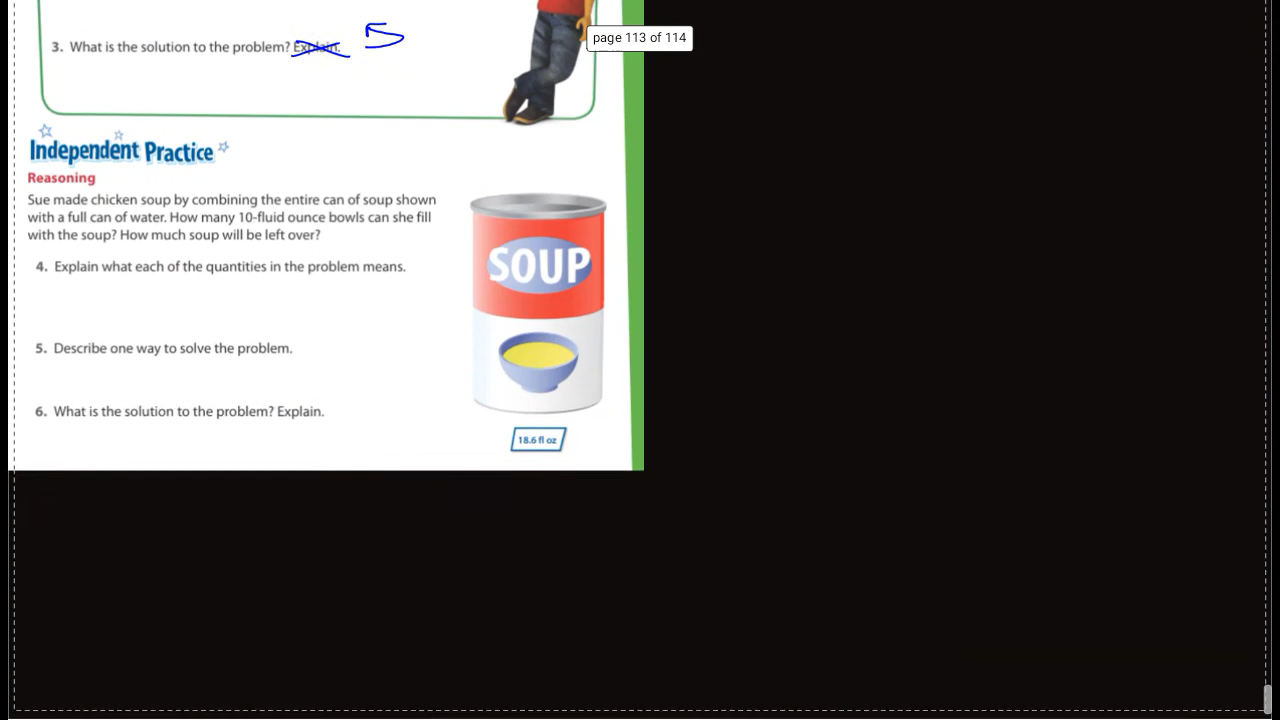 3. What is the solution to the problem? Explain. 5
page 113 of 114
Independent Practice
Reasoning
Sue made chicken soup by combining the entire can of soup shown
with a full can of water. How many 10-fluid ounce bowls can she fill
with the soup? How much soup will be left over?
4. Explain what each of the quantities in the problem means.
SOUP
5. Describe one way to solve the problem.
6. What is the solution to the problem? Explain.
18.6 fl oz